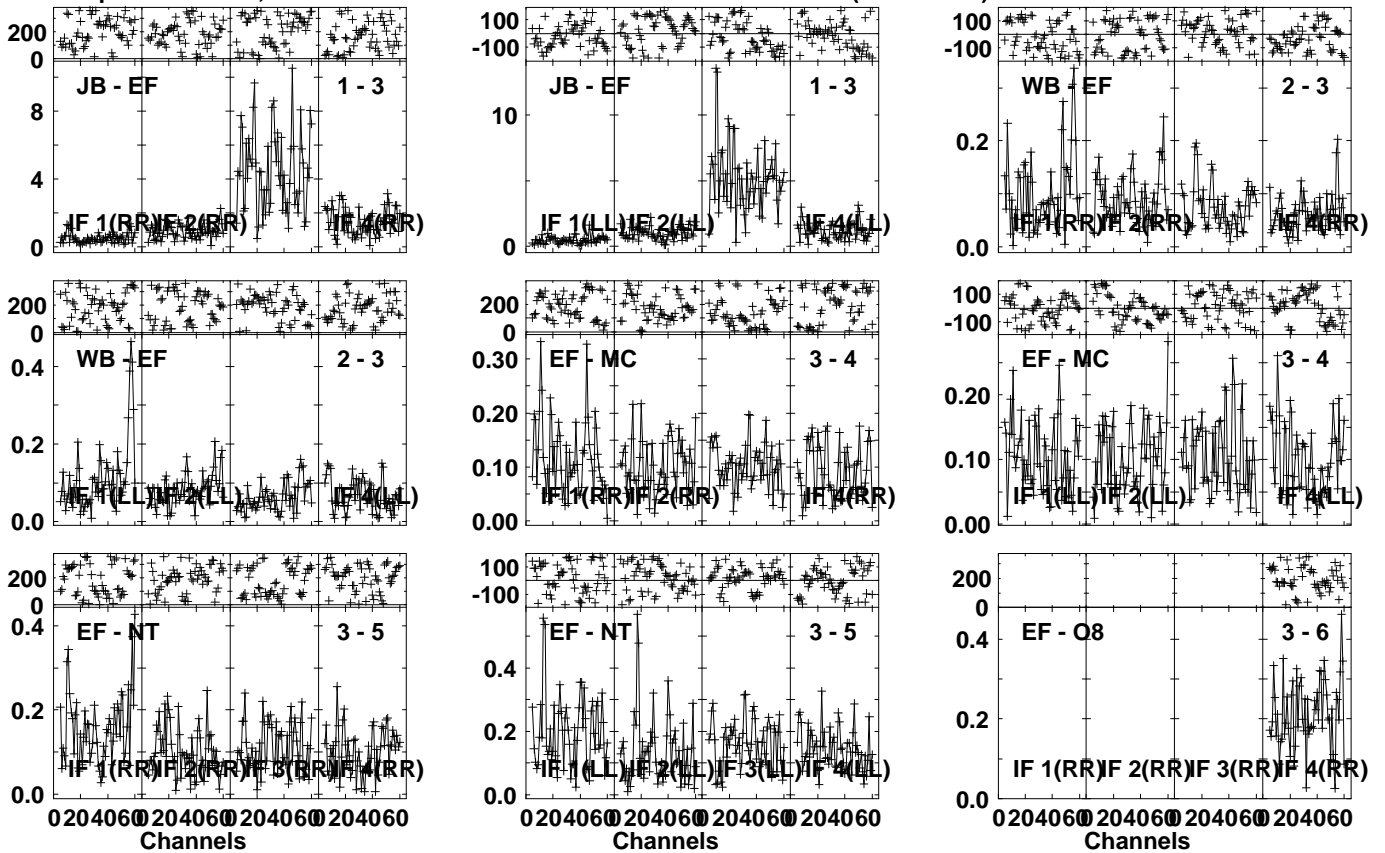 200
0
100
-100
100
-100
JB - EF 1 - 3
JB - EF 1 - 3
WB - EF 2 - 3
8
4
0
10
0
0.2
0.0
IF 1(RR) IF 2(RR) IF 4(RR)
IF 1(LL) IF 2(LL) IF 4(LL)
IF 1(RR) IF 2(RR) IF 4(RR)
200
0
200
0
100
-100
WB - EF 2 - 3
EF - MC 3 - 4
EF - MC 3 - 4
0.4
0.2
0.0
0.30
0.20
0.10
0.00
0.20
0.10
0.00
IF 1(LL) IF 2(LL) IF 4(LL)
IF 1(RR) IF 2(RR) IF 4(RR)
IF 1(LL) IF 2(LL) IF 4(LL)
200
0
100
-100
200
0
EF - NT 3 - 5
EF - NT 3 - 5
EF - O8 3 - 6
0.4
0.2
0.0
0.4
0.2
0.0
0.4
0.2
0.0
IF 1(RR) IF 2(RR) IF 3(RR) IF 4(RR)
IF 1(LL) IF 2(LL) IF 3(LL) IF 4(LL)
IF 1(RR) IF 2(RR) IF 3(RR) IF 4(RR)
0 20 40 60 0 20 40 60 0 20 40 60 0 20 40 60
0 20 40 60 0 20 40 60 0 20 40 60 0 20 40 60
0 20 40 60 0 20 40 60 0 20 40 60 0 20 40 60
Channels
Channels
Channels